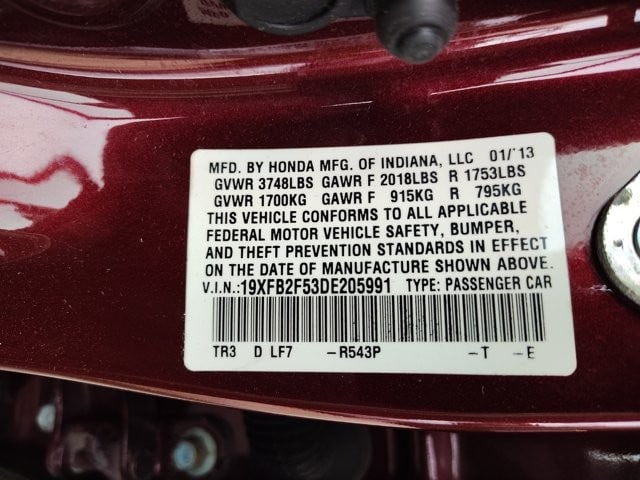 MFD. BY HONDA MFG. OF INDIANA, LLC 01/'13
GVWR 3748LBS GAWR F 2018LBS R 1753LBS
GVWR 1700KG GAWR F 915KG R 795KG
THIS VEHICLE CONFORMS TO ALL APPLICABLE
FEDERAL MOTOR VEHICLE SAFETY, BUMPER,
AND THEFT PREVENTION STANDARDS IN EFFECT
ON THE DATE OF MANUFACTURE SHOWN ABOVE.
V.I.N.:19XFB2F53DE205991 TYPE: PASSENGER CAR
TR3 D LF7 -R543P -T -E